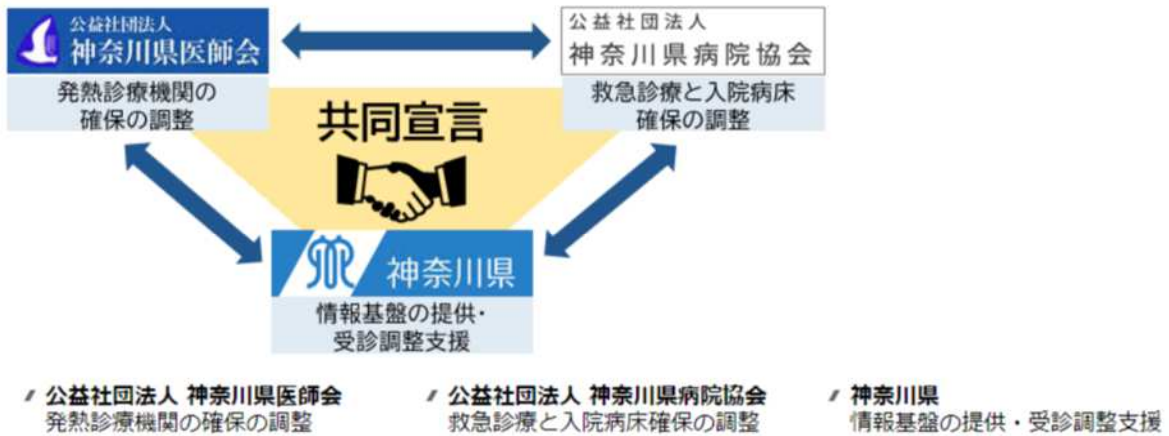 公益社団法人
神奈川県医師会
発熱診療機関の
確保の調整
公益社団法人
神奈川県病院協会
救急診療と入院病床
確保の調整
共同宣言
神奈川県
情報基盤の提供・
受診調整支援
公益社団法人 神奈川県医師会
発熱診療機関の確保の調整
公益社団法人 神奈川県病院協会
救急診療と入院病床確保の調整
神奈川県
情報基盤の提供・受診調整支援